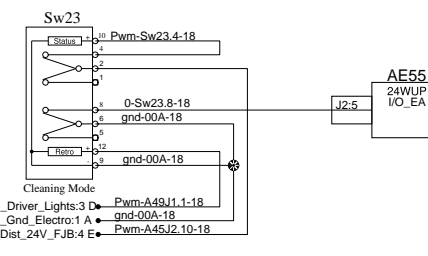 Sw23
Status + 10 Pwm-Sw23.4-18
4
2
1
8 0-Sw23.8-18
6 gnd-00A-18
5
Retro + 12
- 9 gnd-00A-18
Cleaning Mode
AE55
24WUP
I/O_EA
J2:5
_Driver_Lights:3 D Pwm-A49J1.1-18
_Gnd_Electro:1 A gnd-00A-18
Dist_24V_FJB:4 E Pwm-A45J2.10-18